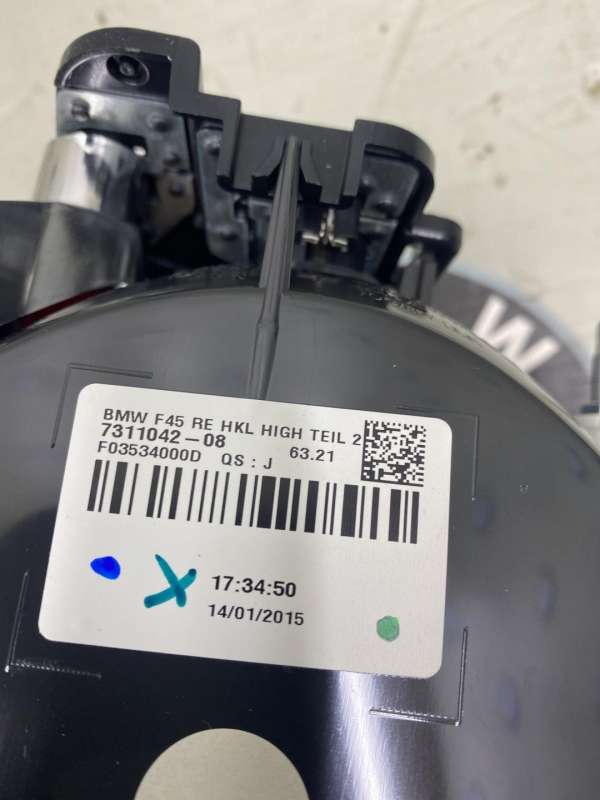 W
BMW F45 RE HKL HIGH TEIL 2
7311042-08 63.21
F03534000D QS : J
17:34:50
14/01/2015